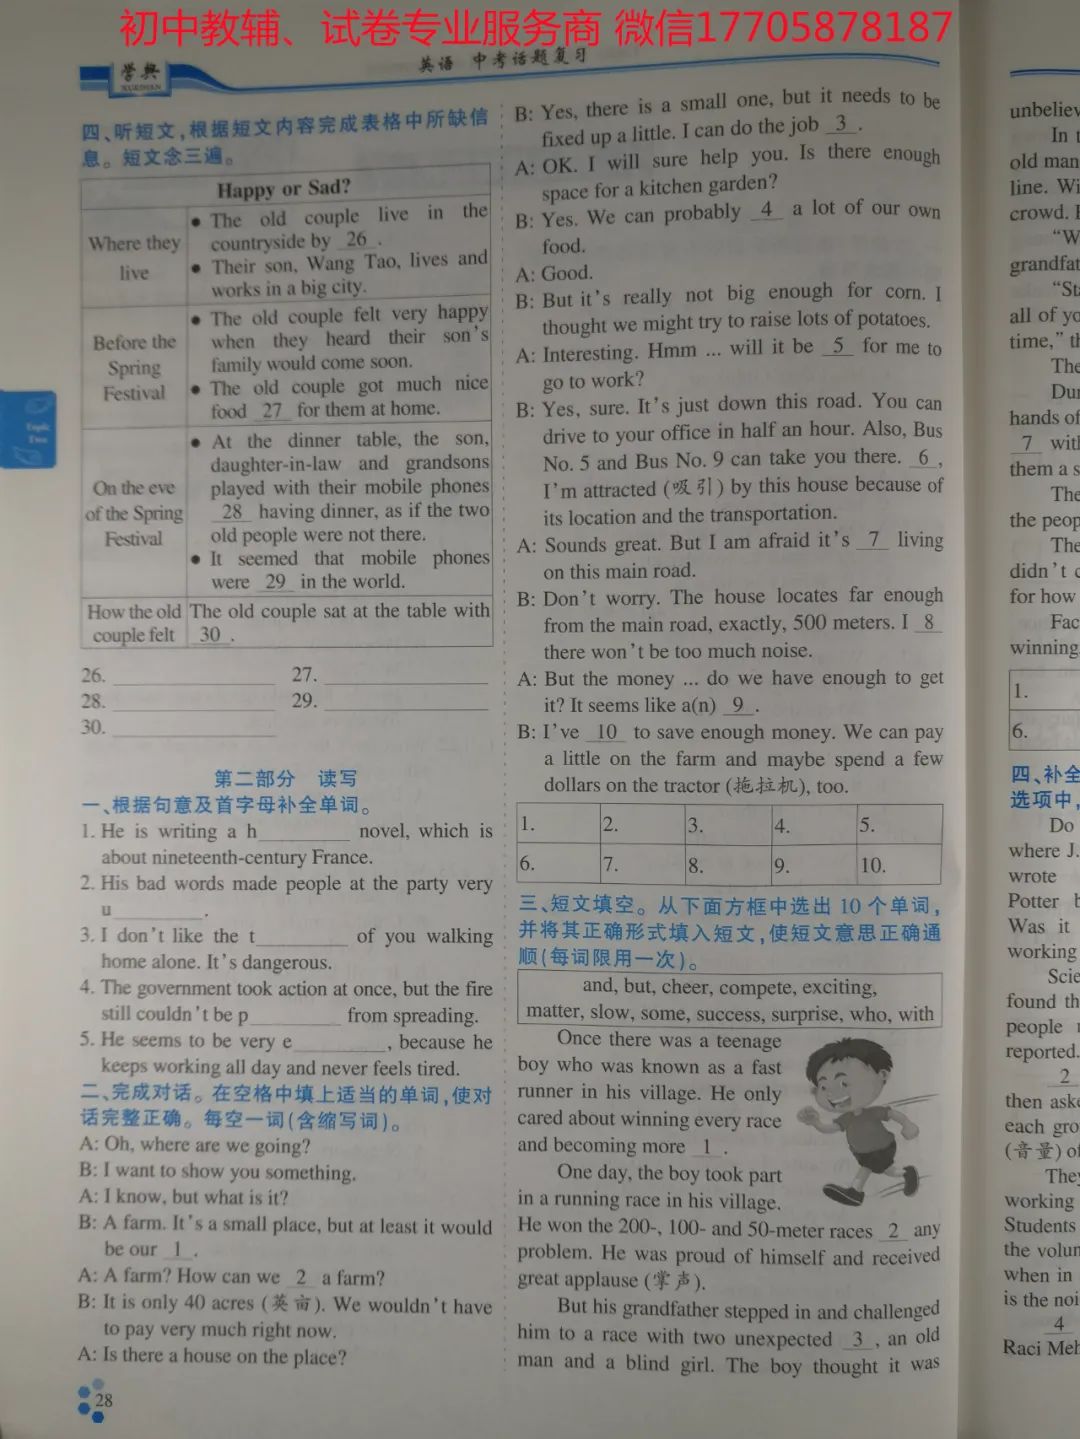 初中教辅、试卷专业服务商 微信17705878187
学典
XUEDIAN
英语 中考话题复习
四、听短文,根据短文内容完成表格中所缺信
息。短文念三遍。
Happy or Sad?
Where they
live
● The old couple live in the
countryside by 26 .
● Their son, Wang Tao, lives and
works in a big city.
Before the
Spring
Festival
● The old couple felt very happy
when they heard their son's
family would come soon.
● The old couple got much nice
food 27 for them at home.
On the eve
of the Spring
Festival
● At the dinner table, the son,
daughter-in-law and grandsons
played with their mobile phones
28 having dinner, as if the two
old people were not there.
● It seemed that mobile phones
were 29 in the world.
How the old
couple felt
The old couple sat at the table with
30 .
26. ____ 27. ____
28. ____ 29. ____
30. ____
第二部分 读写
一、根据句意及首字母补全单词。
1. He is writing a h____ novel, which is
about nineteenth-century France.
2. His bad words made people at the party very
u____.
3. I don't like the t____ of you walking
home alone. It's dangerous.
4. The government took action at once, but the fire
still couldn't be p____ from spreading.
5. He seems to be very e____, because he
keeps working all day and never feels tired.
二、完成对话。在空格中填上适当的单词,使对
话完整正确。每空一词(含缩写词)。
A: Oh, where are we going?
B: I want to show you something.
A: I know, but what is it?
B: A farm. It's a small place, but at least it would
be our 1 .
A: A farm? How can we 2 a farm?
B: It is only 40 acres (英亩). We wouldn't have
to pay very much right now.
A: Is there a house on the place?
28
Topic
Two
B: Yes, there is a small one, but it needs to be
fixed up a little. I can do the job 3 .
A: OK. I will sure help you. Is there enough
space for a kitchen garden?
B: Yes. We can probably 4 a lot of our own
food.
A: Good.
B: But it's really not big enough for corn. I
thought we might try to raise lots of potatoes.
A: Interesting. Hmm ... will it be 5 for me to
go to work?
B: Yes, sure. It's just down this road. You can
drive to your office in half an hour. Also, Bus
No. 5 and Bus No. 9 can take you there. 6 ,
I'm attracted (吸引) by this house because of
its location and the transportation.
A: Sounds great. But I am afraid it's 7 living
on this main road.
B: Don't worry. The house locates far enough
from the main road, exactly, 500 meters. I 8
there won't be too much noise.
A: But the money ... do we have enough to get
it? It seems like a(n) 9 .
B: I've 10 to save enough money. We can pay
a little on the farm and maybe spend a few
dollars on the tractor (拖拉机), too.
1. 2. 3. 4. 5.
6. 7. 8. 9. 10.
三、短文填空。从下面方框中选出 10 个单词,
并将其正确形式填入短文,使短文意思正确通
顺(每词限用一次)。
and, but, cheer, compete, exciting,
matter, slow, some, success, surprise, who, with
Once there was a teenage
boy who was known as a fast
runner in his village. He only
cared about winning every race
and becoming more 1 .
One day, the boy took part
in a running race in his village.
He won the 200-, 100- and 50-meter races 2 any
problem. He was proud of himself and received
great applause (掌声).
But his grandfather stepped in and challenged
him to a race with two unexpected 3 , an old
man and a blind girl. The boy thought it was
unbeliev
In
old man
line. Wi
crowd.
"W
grandfat
"Sta
all of yo
time," th
The
Dur
hands of
7 with
them a s
The
the peop
The
didn't c
for how
Fac
winning.
1.
6.
四、补全
选项中,
Do
where J.
wrote
Potter b
Was it
working
Scie
found th
people
reported.
2
then aske
each gro
(音量) of
They
working
Students
the volun
when in
is the noi
4
Raci Meh